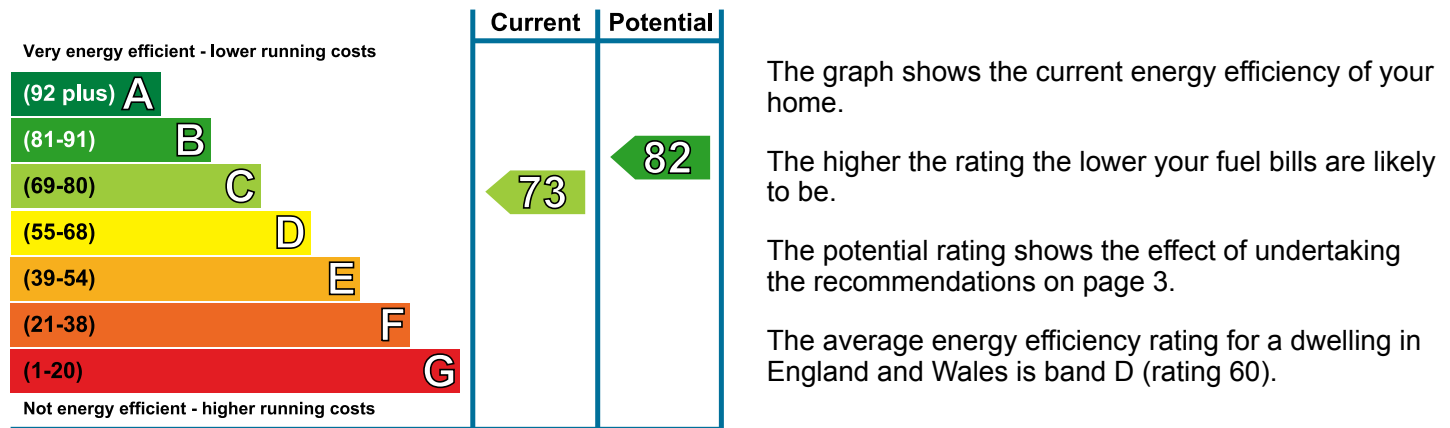 Current Potential
Very energy efficient - lower running costs
(92 plus) A
(81-91) B
(69-80) C
(55-68) D
(39-54) E
(21-38) F
(1-20) G
Not energy efficient - higher running costs
73
82
The graph shows the current energy efficiency of your
home.
The higher the rating the lower your fuel bills are likely
to be.
The potential rating shows the effect of undertaking
the recommendations on page 3.
The average energy efficiency rating for a dwelling in
England and Wales is band D (rating 60).